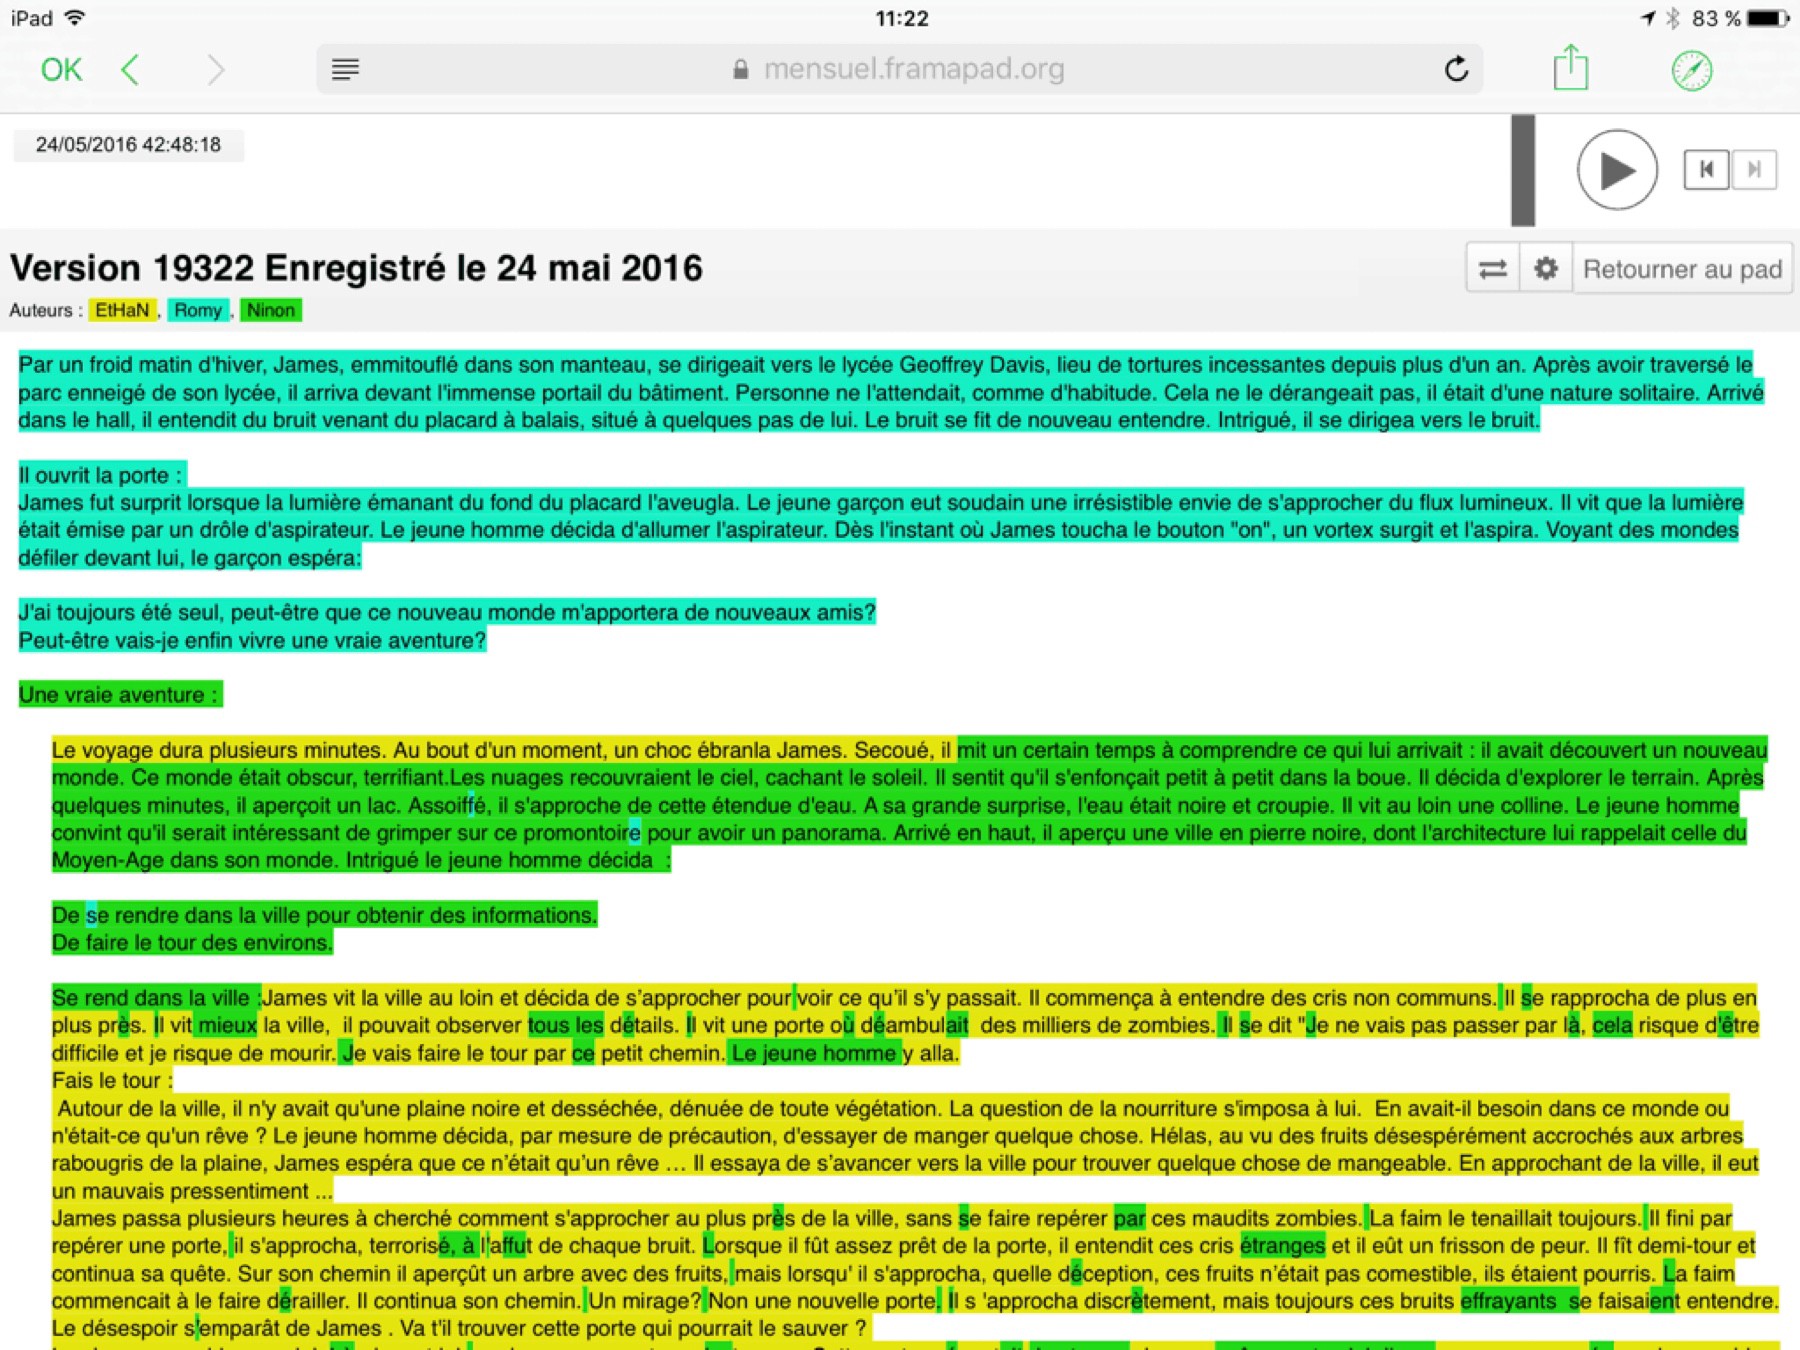 iPad 11:22 83 %
OK mensuel.framapad.org
24/05/2016 42:48:18
Version 19322 Enregistré le 24 mai 2016
Retourner au pad
Auteurs : EtHaN , Romy , Ninon
Par un froid matin d'hiver, James, emmitouflé dans son manteau, se dirigeait vers le lycée Geoffrey Davis, lieu de tortures incessantes depuis plus d'un an. Après avoir traversé le
parc enneigé de son lycée, il arriva devant l'immense portail du bâtiment. Personne ne l'attendait, comme d'habitude. Cela ne le dérangeait pas, il était d'une nature solitaire. Arrivé
dans le hall, il entendit du bruit venant du placard à balais, situé à quelques pas de lui. Le bruit se fit de nouveau entendre. Intrigué, il se dirigea vers le bruit.
Il ouvrit la porte :
James fut surprit lorsque la lumière émanant du fond du placard l'aveugla. Le jeune garçon eut soudain une irrésistible envie de s'approcher du flux lumineux. Il vit que la lumière
était émise par un drôle d'aspirateur. Le jeune homme décida d'allumer l'aspirateur. Dès l'instant où James toucha le bouton "on", un vortex surgit et l'aspira. Voyant des mondes
défiler devant lui, le garçon espéra:
J'ai toujours été seul, peut-être que ce nouveau monde m'apportera de nouveaux amis?
Peut-être vais-je enfin vivre une vraie aventure?
Une vraie aventure :
Le voyage dura plusieurs minutes. Au bout d'un moment, un choc ébranla James. Secoué, il mit un certain temps à comprendre ce qui lui arrivait : il avait découvert un nouveau
monde. Ce monde était obscur, terrifiant.Les nuages recouvraient le ciel, cachant le soleil. Il sentit qu'il s'enfonçait petit à petit dans la boue. Il décida d'explorer le terrain. Après
quelques minutes, il aperçoit un lac. Assoiffé, il s'approche de cette étendue d'eau. A sa grande surprise, l'eau était noire et croupie. Il vit au loin une colline. Le jeune homme
convint qu'il serait intéressant de grimper sur ce promontoire pour avoir un panorama. Arrivé en haut, il aperçu une ville en pierre noire, dont l'architecture lui rappelait celle du
Moyen-Age dans son monde. Intrigué le jeune homme décida :
De se rendre dans la ville pour obtenir des informations.
De faire le tour des environs.
Se rend dans la ville :James vit la ville au loin et décida de s’approcher pour voir ce qu’il s’y passait. Il commença à entendre des cris non communs. Il se rapprocha de plus en
plus près. Il vit mieux la ville, il pouvait observer tous les détails. Il vit une porte où déambulait des milliers de zombies. Il se dit "Je ne vais pas passer par là, cela risque d'être
difficile et je risque de mourir. Je vais faire le tour par ce petit chemin. Le jeune homme y alla.
Fais le tour :
Autour de la ville, il n'y avait qu'une plaine noire et desséchée, dénuée de toute végétation. La question de la nourriture s'imposa à lui. En avait-il besoin dans ce monde ou
n'était-ce qu'un rêve ? Le jeune homme décida, par mesure de précaution, d'essayer de manger quelque chose. Hélas, au vu des fruits désespérément accrochés aux arbres
rabougris de la plaine, James espéra que ce n’était qu’un rêve … Il essaya de s’avancer vers la ville pour trouver quelque chose de mangeable. En approchant de la ville, il eut
un mauvais pressentiment ...
James passa plusieurs heures à cherché comment s'approcher au plus près de la ville, sans se faire repérer par ces maudits zombies. La faim le tenaillait toujours. Il fini par
repérer une porte, il s'approcha, terrorisé, à l'affut de chaque bruit. Lorsque il fût assez prêt de la porte, il entendit ces cris étranges et il eût un frisson de peur. Il fît demi-tour et
continua sa quête. Sur son chemin il aperçût un arbre avec des fruits, mais lorsqu' il s'approcha, quelle déception, ces fruits n’était pas comestible, ils étaient pourris. La faim
commencait à le faire dérailler. Il continua son chemin. Un mirage? Non une nouvelle porte. Il s 'approcha discrètement, mais toujours ces bruits effrayants se faisaient entendre.
Le désespoir s'emparât de James . Va t'il trouver cette porte qui pourrait le sauver ?